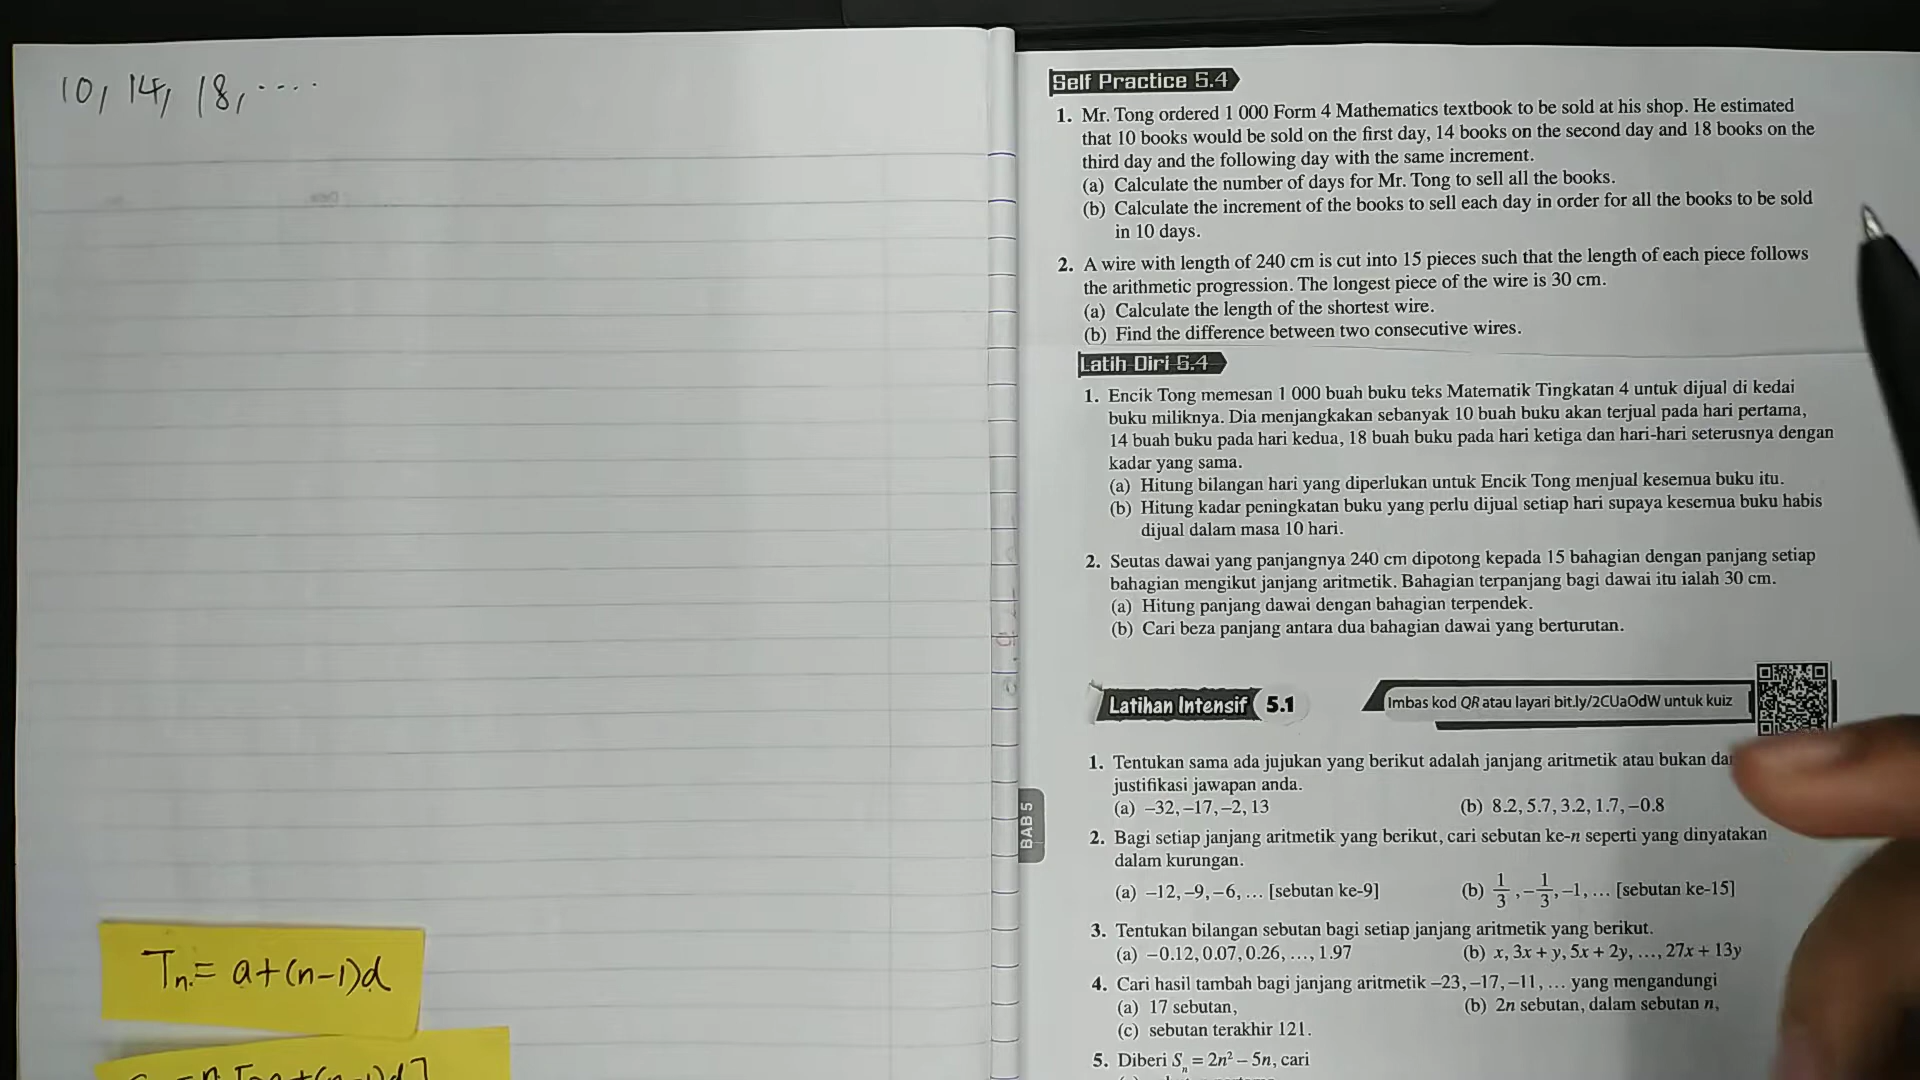 10, 14, 18, ....
Tn = a+(n-1)d
Self Practice 5.4
1. Mr. Tong ordered 1 000 Form 4 Mathematics textbook to be sold at his shop. He estimated
that 10 books would be sold on the first day, 14 books on the second day and 18 books on the
third day and the following day with the same increment.
(a) Calculate the number of days for Mr. Tong to sell all the books.
(b) Calculate the increment of the books to sell each day in order for all the books to be sold
in 10 days.
2. A wire with length of 240 cm is cut into 15 pieces such that the length of each piece follows
the arithmetic progression. The longest piece of the wire is 30 cm.
(a) Calculate the length of the shortest wire.
(b) Find the difference between two consecutive wires.
Latih Diri 5.4
1. Encik Tong memesan 1 000 buah buku teks Matematik Tingkatan 4 untuk dijual di kedai
buku miliknya. Dia menjangkakan sebanyak 10 buah buku akan terjual pada hari pertama,
14 buah buku pada hari kedua, 18 buah buku pada hari ketiga dan hari-hari seterusnya dengan
kadar yang sama.
(a) Hitung bilangan hari yang diperlukan untuk Encik Tong menjual kesemua buku itu.
(b) Hitung kadar peningkatan buku yang perlu dijual setiap hari supaya kesemua buku habis
dijual dalam masa 10 hari.
2. Seutas dawai yang panjangnya 240 cm dipotong kepada 15 bahagian dengan panjang setiap
bahagian mengikut janjang aritmetik. Bahagian terpanjang bagi dawai itu ialah 30 cm.
(a) Hitung panjang dawai dengan bahagian terpendek.
(b) Cari beza panjang antara dua bahagian dawai yang berturutan.
Latihan Intensif 5.1
Imbas kod QR atau layari bit.ly/2CUaOdW untuk kuiz
BAB 5
1. Tentukan sama ada jujukan yang berikut adalah janjang aritmetik atau bukan
justifikasi jawapan anda.
(a) –32, –17, –2, 13 (b) 8.2, 5.7, 3.2, 1.7, –0.8
2. Bagi setiap janjang aritmetik yang berikut, cari sebutan ke-n seperti yang dinyatakan
dalam kurungan.
(a) –12, –9, –6, … [sebutan ke-9] (b) 1/3, –1/3, –1, … [sebutan ke-15]
3. Tentukan bilangan sebutan bagi setiap janjang aritmetik yang berikut.
(a) –0.12, 0.07, 0.26, …, 1.97 (b) x, 3x + y, 5x + 2y, …, 27x + 13y
4. Cari hasil tambah bagi janjang aritmetik –23, –17, –11, … yang mengandungi
(a) 17 sebutan, (b) 2n sebutan, dalam sebutan n,
(c) sebutan terakhir 121.
5. Diberi Sn = 2n² – 5n, cari